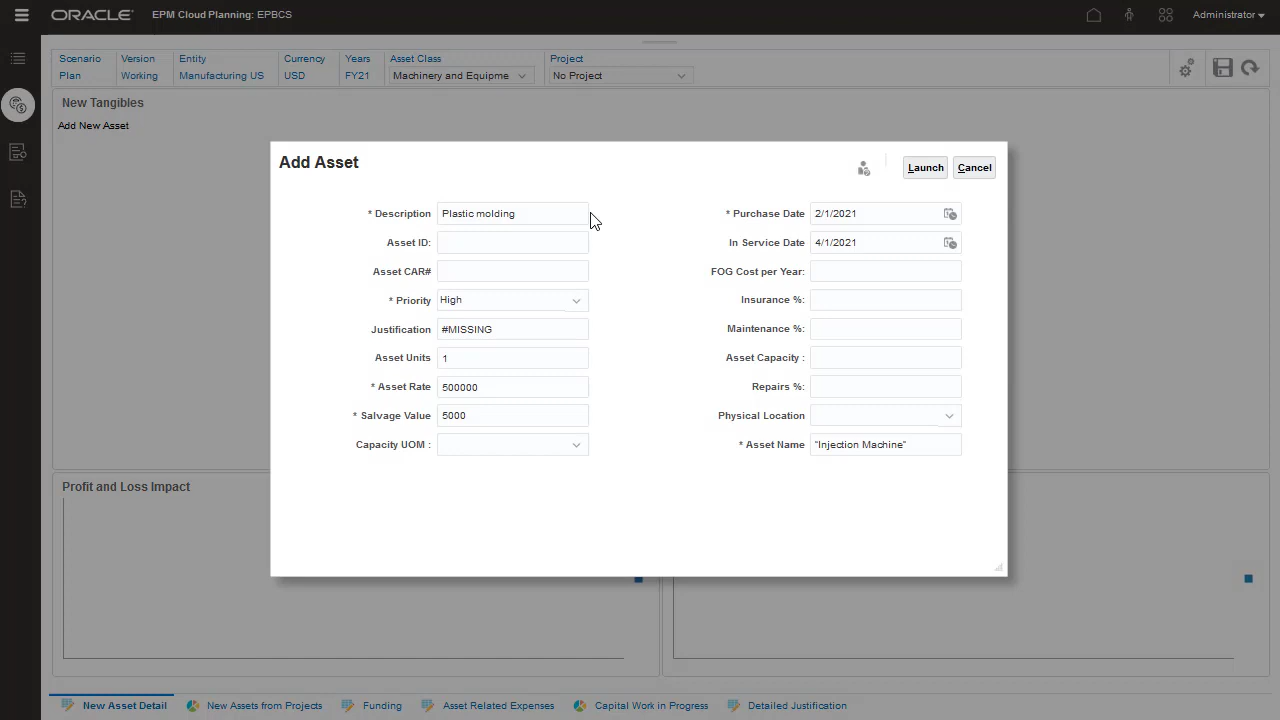 ORACLE EPM Cloud Planning: EPBCS Administrator
Scenario Version Entity Currency Years Asset Class Project
Plan Working Manufacturing US USD FY21 Machinery and Equipme No Project
New Tangibles
Add New Asset
Add Asset
Launch Cancel
* Description Plastic molding
Asset ID:
Asset CAR#
* Priority High
Justification #MISSING
Asset Units 1
* Asset Rate 500000
* Salvage Value 5000
Capacity UOM :
* Purchase Date 2/1/2021
In Service Date 4/1/2021
FOG Cost per Year:
Insurance %:
Maintenance %:
Asset Capacity :
Repairs %:
Physical Location
* Asset Name "Injection Machine"
Profit and Loss Impact
New Asset Detail New Assets from Projects Funding Asset Related Expenses Capital Work in Progress Detailed Justification